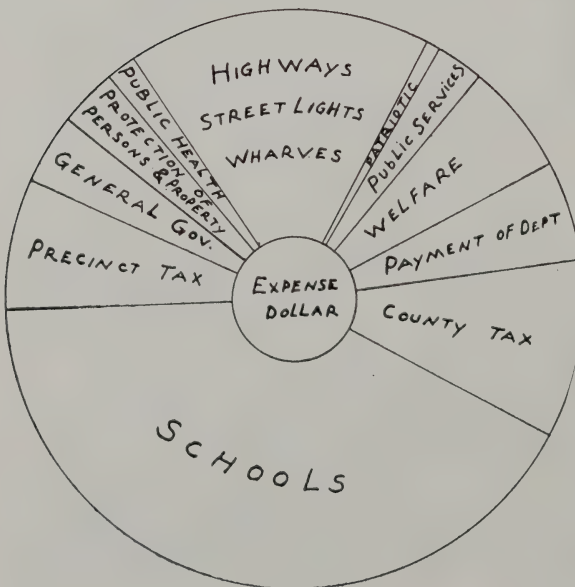 HIGHWAYS
STREET LIGHTS
WHARVES
PATRIOTIC
PUBLIC SERVICES
WELFARE
PAYMENT OF DEPT
COUNTY TAX
SCHOOLS
PRECINCT TAX
GENERAL GOV.
PROTECTION OF
PERSONS & PROPERTY
PUBLIC HEALTH
EXPENSE
DOLLAR